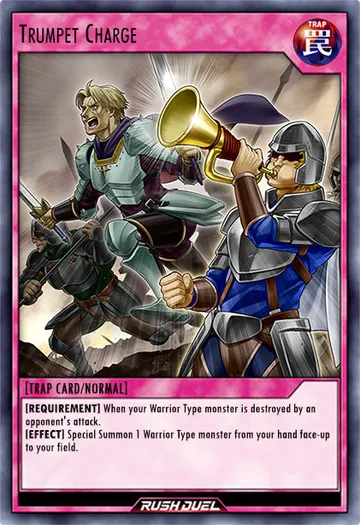 Trumpet Charge
TRAP
罠
[TRAP CARD/NORMAL]
[REQUIREMENT] When your Warrior Type monster is destroyed by an
opponent's attack.
[EFFECT] Special Summon 1 Warrior Type monster from your hand face-up
to your field.
RUSH DUEL